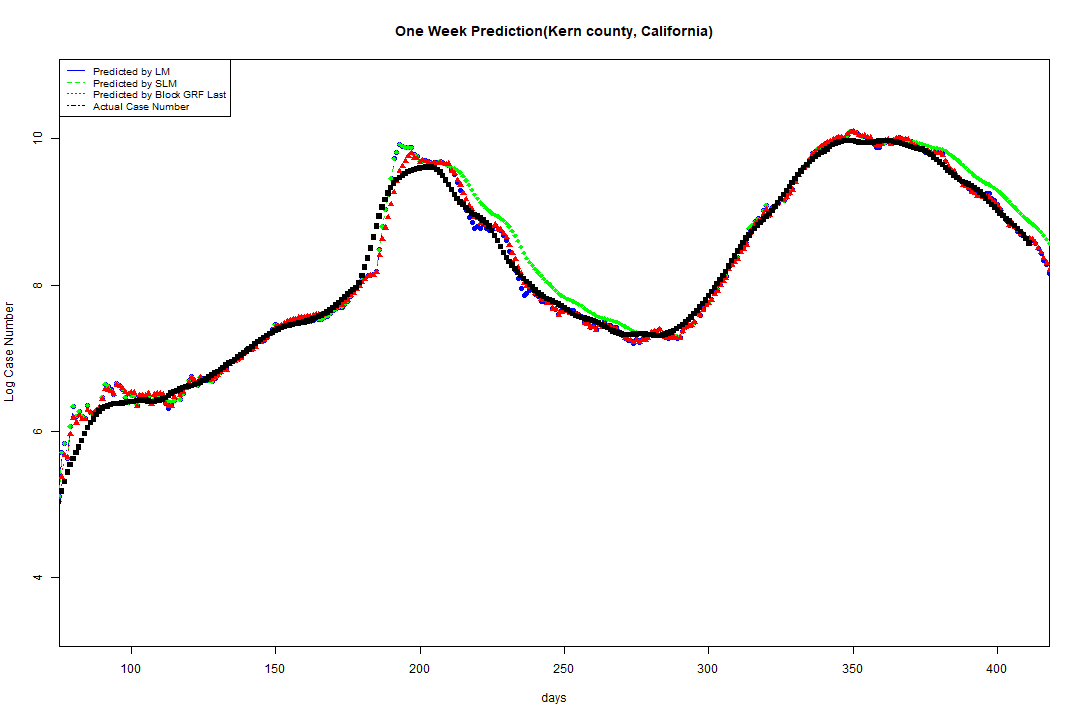 One Week Prediction(Kern county, California)
Predicted by LM
Predicted by SLM
Predicted by Block GRF Last
Actual Case Number
10
8
6
4
Log Case Number
100 150 200 250 300 350 400
days